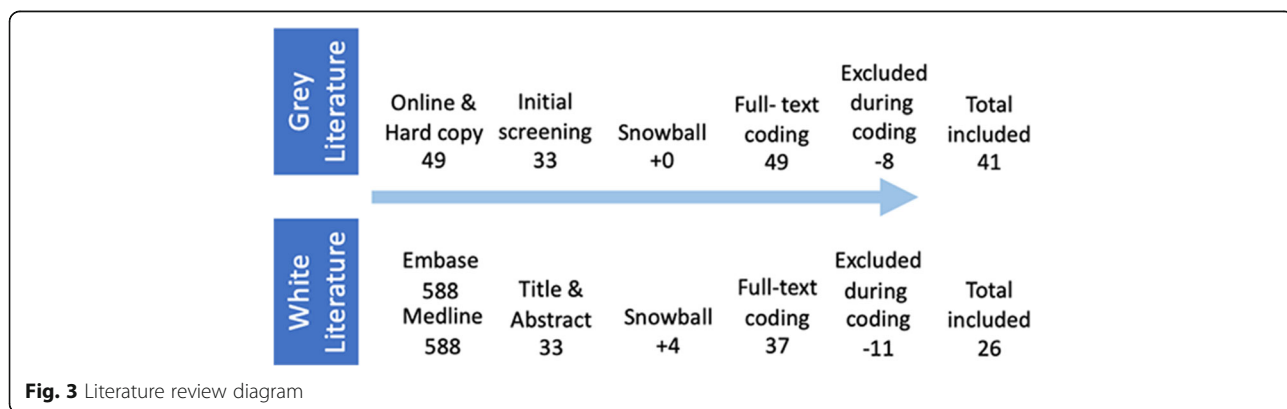 Grey
Literature
Online &
Hard copy
49
Initial
screening
33
Snowball
+0
Full- text
coding
49
Excluded
during
coding
-8
Total
included
41
White
Literature
Embase
588
Medline
588
Title &
Abstract
33
Snowball
+4
Full-text
coding
37
Excluded
during
coding
-11
Total
included
26
Fig. 3 Literature review diagram